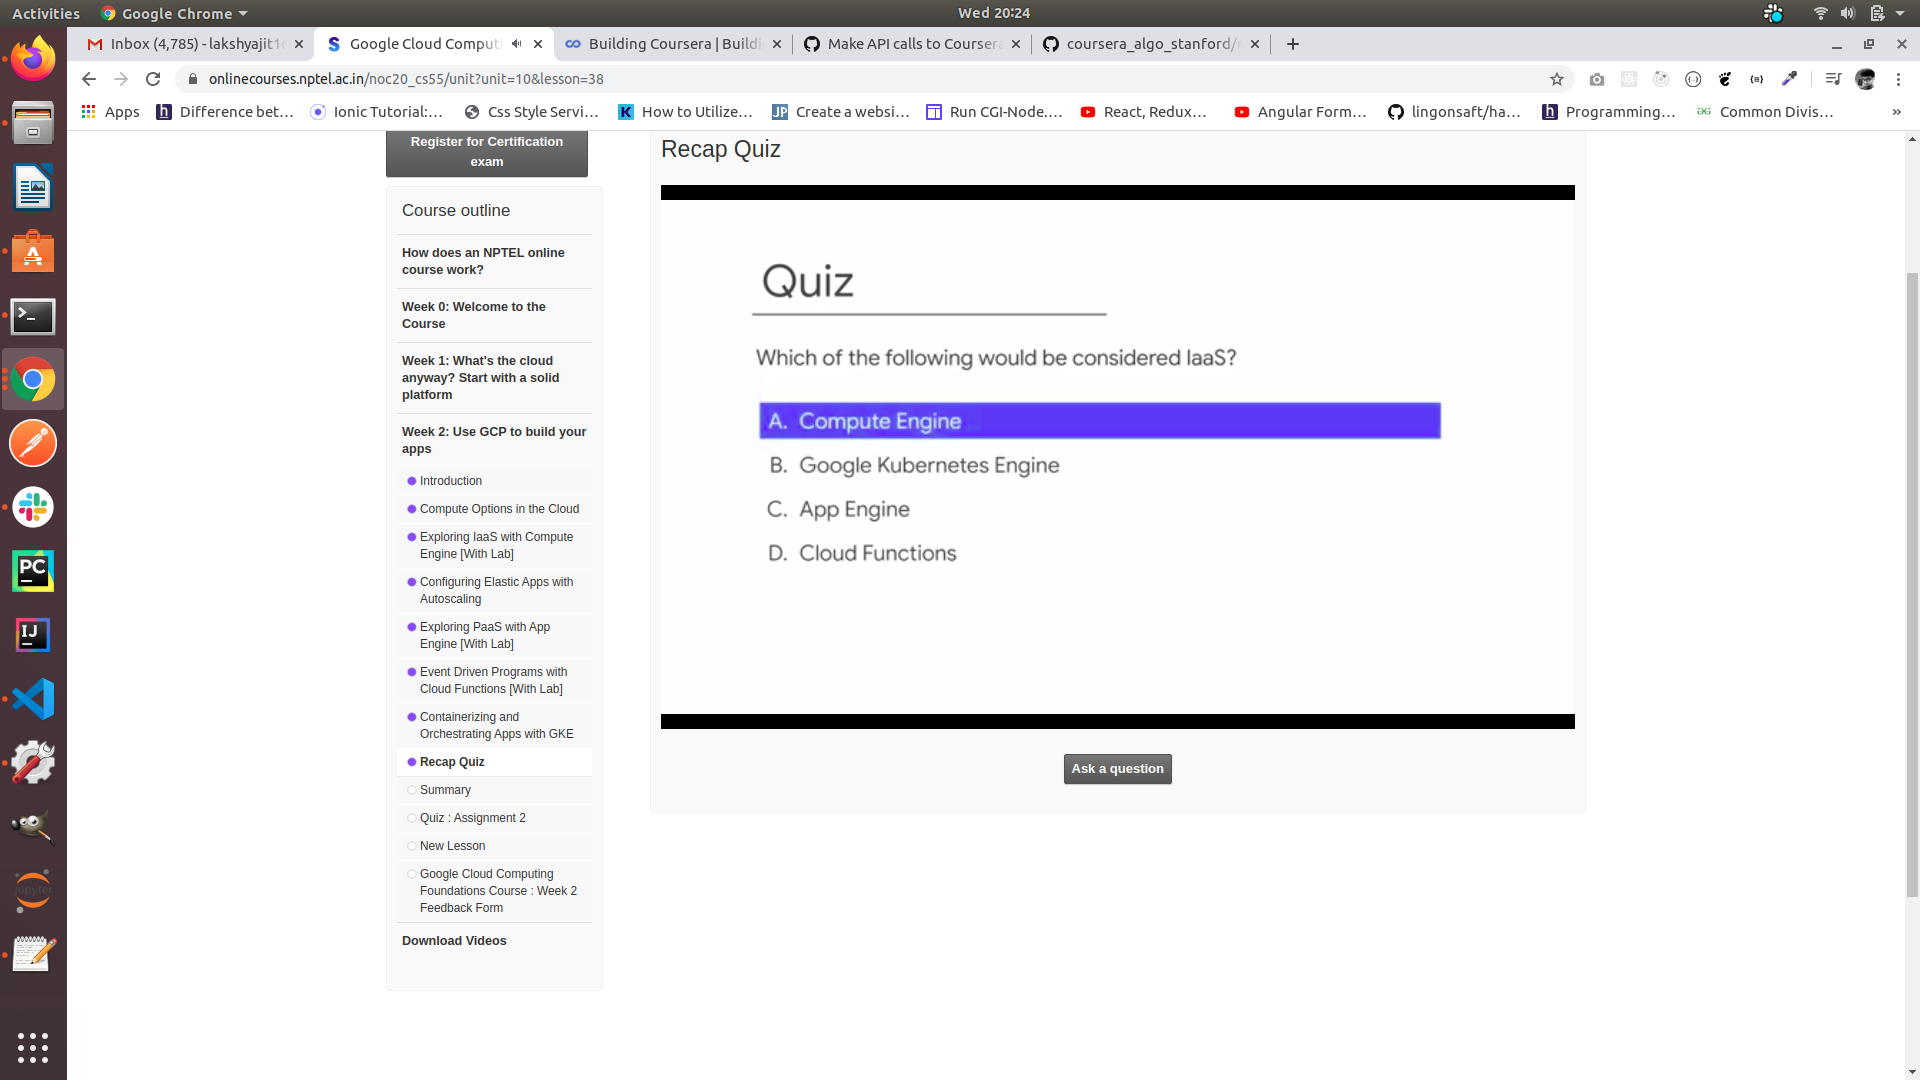 Activities
Google Chrome
Wed 20:24
Inbox (4,785) - lakshyajit1
Google Cloud Computi
Building Coursera | Buildi
Make API calls to Coursera
coursera_algo_stanford/
onlinecourses.nptel.ac.in/noc20_cs55/unit?unit=10&lesson=38
Apps
Difference bet…
Ionic Tutorial:…
Css Style Servi…
How to Utilize…
Create a websi…
Run CGI-Node.…
React, Redux…
Angular Form…
lingonsaft/ha…
Programming…
Common Divis…
»
Register for Certification
exam
Course outline
How does an NPTEL online
course work?
Week 0: Welcome to the
Course
Week 1: What's the cloud
anyway? Start with a solid
platform
Week 2: Use GCP to build your
apps
Introduction
Compute Options in the Cloud
Exploring IaaS with Compute
Engine [With Lab]
Configuring Elastic Apps with
Autoscaling
Exploring PaaS with App
Engine [With Lab]
Event Driven Programs with
Cloud Functions [With Lab]
Containerizing and
Orchestrating Apps with GKE
Recap Quiz
Summary
Quiz : Assignment 2
New Lesson
Google Cloud Computing
Foundations Course : Week 2
Feedback Form
Download Videos
Recap Quiz
Quiz
Which of the following would be considered IaaS?
A. Compute Engine
B. Google Kubernetes Engine
C. App Engine
D. Cloud Functions
Ask a question
PC
IJ
jupyter